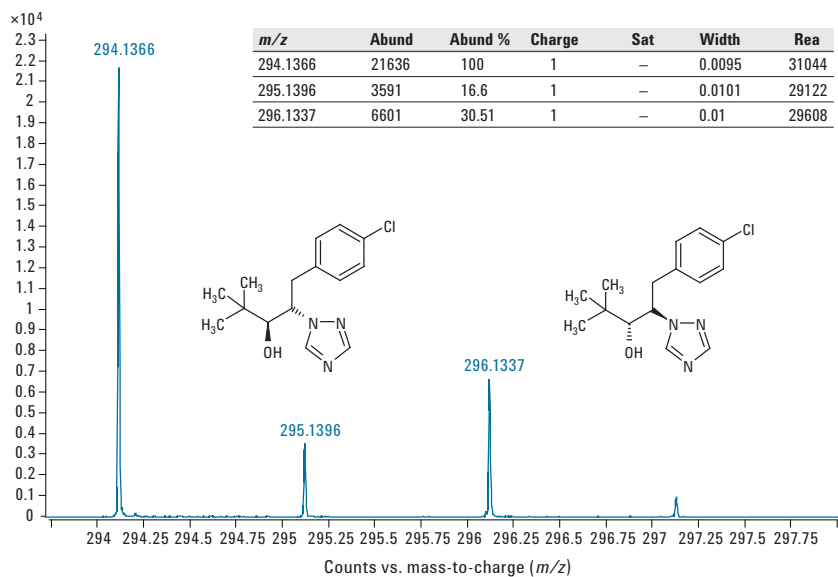 ×10⁴
m/z Abund Abund % Charge Sat Width Rea
294.1366 21636 100 1 – 0.0095 31044
295.1396 3591 16.6 1 – 0.0101 29122
296.1337 6601 30.51 1 – 0.01 29608
2.3
2.2
2.1
2
1.9
1.8
1.7
1.6
1.5
1.4
1.3
1.2
1.1
1
0.9
0.8
0.7
0.6
0.5
0.4
0.3
0.2
0.1
0
294.1366
295.1396
296.1337
Cl
CH₃
H₃C
H₃C
OH
N
N
N
Cl
CH₃
H₃C
H₃C
OH
N
N
N
294 294.25 294.5 294.75 295 295.25 295.5 295.75 296 296.25 296.5 296.75 297 297.25 297.5 297.75
Counts vs. mass-to-charge (m/z)